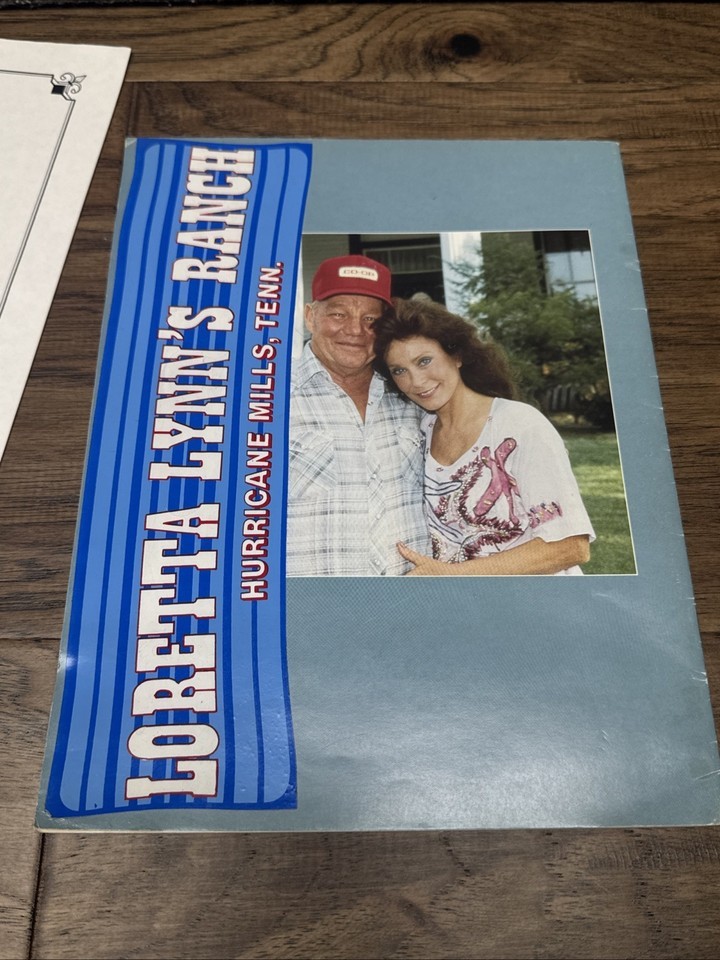 LORETTA LYNN'S RANCH
HURRICANE MILLS, TENN.
CO-OP